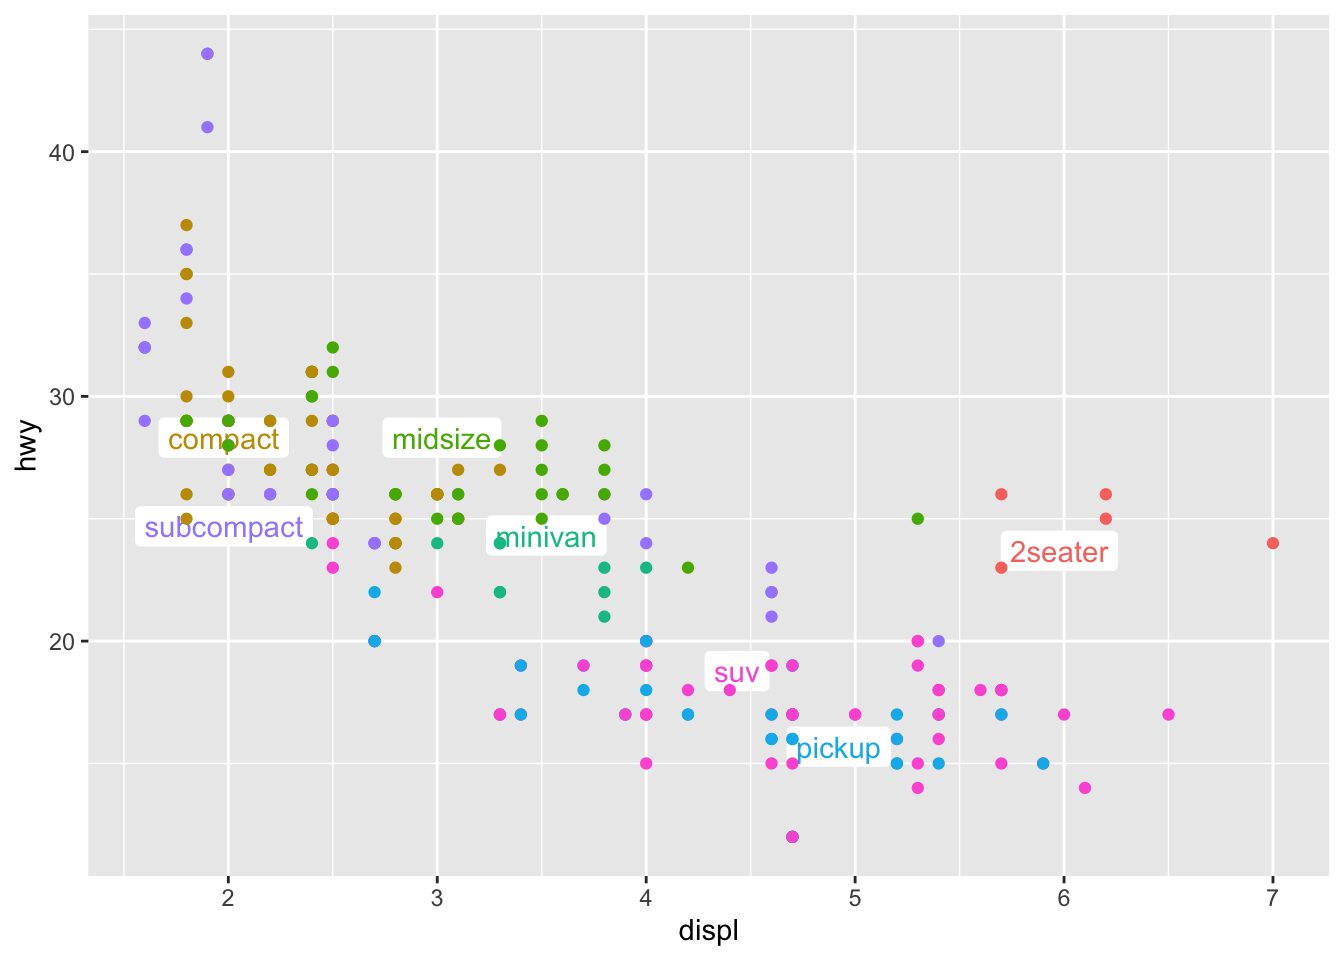 40
30
20
hwy
compact
midsize
subcompact
minivan
2seater
suv
pickup
2 3 4 5 6 7
displ